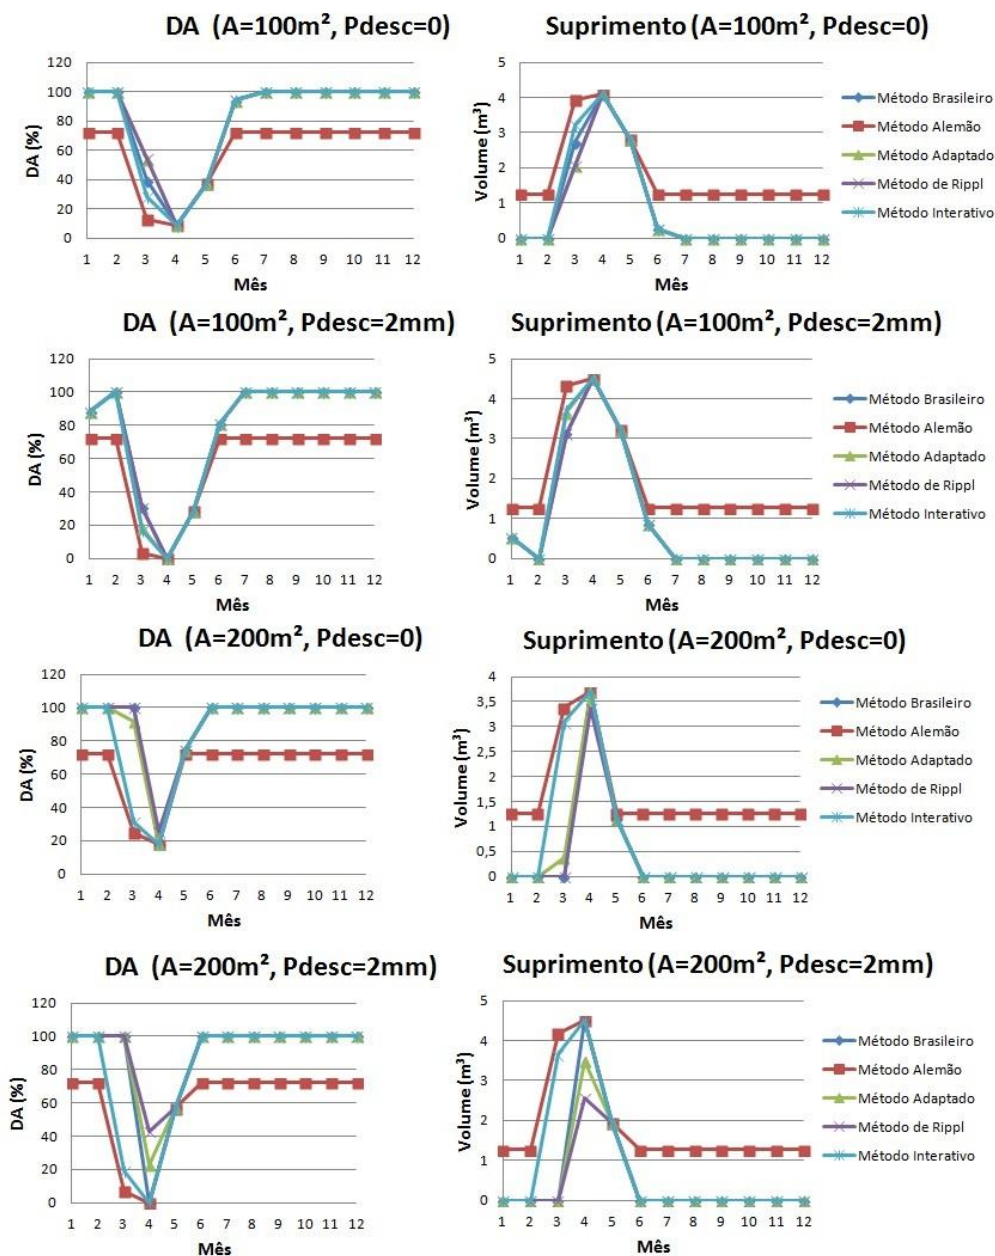 DA (A=100m², Pdesc=0)
120
100
80
60
40
20
0
DA (%)
1 2 3 4 5 6 7 8 9 10 11 12
Mês
Suprimento (A=100m², Pdesc=0)
5
4
3
2
1
0
Volume (m³)
1 2 3 4 5 6 7 8 9 10 11 12
Mês
Método Brasileiro
Método Alemão
Método Adaptado
Método de Rippl
Método Interativo
DA (A=100m², Pdesc=2mm)
120
100
80
60
40
20
0
DA (%)
1 2 3 4 5 6 7 8 9 10 11 12
Mês
Suprimento (A=100m², Pdesc=2mm)
5
4
3
2
1
0
Volume (m³)
1 2 3 4 5 6 7 8 9 10 11 12
Mês
Método Brasileiro
Método Alemão
Método Adaptado
Método de Rippl
Método Interativo
DA (A=200m², Pdesc=0)
120
100
80
60
40
20
0
DA (%)
1 2 3 4 5 6 7 8 9 10 11 12
Mês
Suprimento (A=200m², Pdesc=0)
4
3,5
3
2,5
2
1,5
1
0,5
0
Volume (m³)
1 2 3 4 5 6 7 8 9 10 11 12
Mês
Método Brasileiro
Método Alemão
Método Adaptado
Método de Rippl
Método Interativo
DA (A=200m², Pdesc=2mm)
120
100
80
60
40
20
0
DA (%)
1 2 3 4 5 6 7 8 9 10 11 12
Mês
Suprimento (A=200m², Pdesc=2mm)
5
4
3
2
1
0
Volume (m³)
1 2 3 4 5 6 7 8 9 10 11 12
Mês
Método Brasileiro
Método Alemão
Método Adaptado
Método de Rippl
Método Interativo